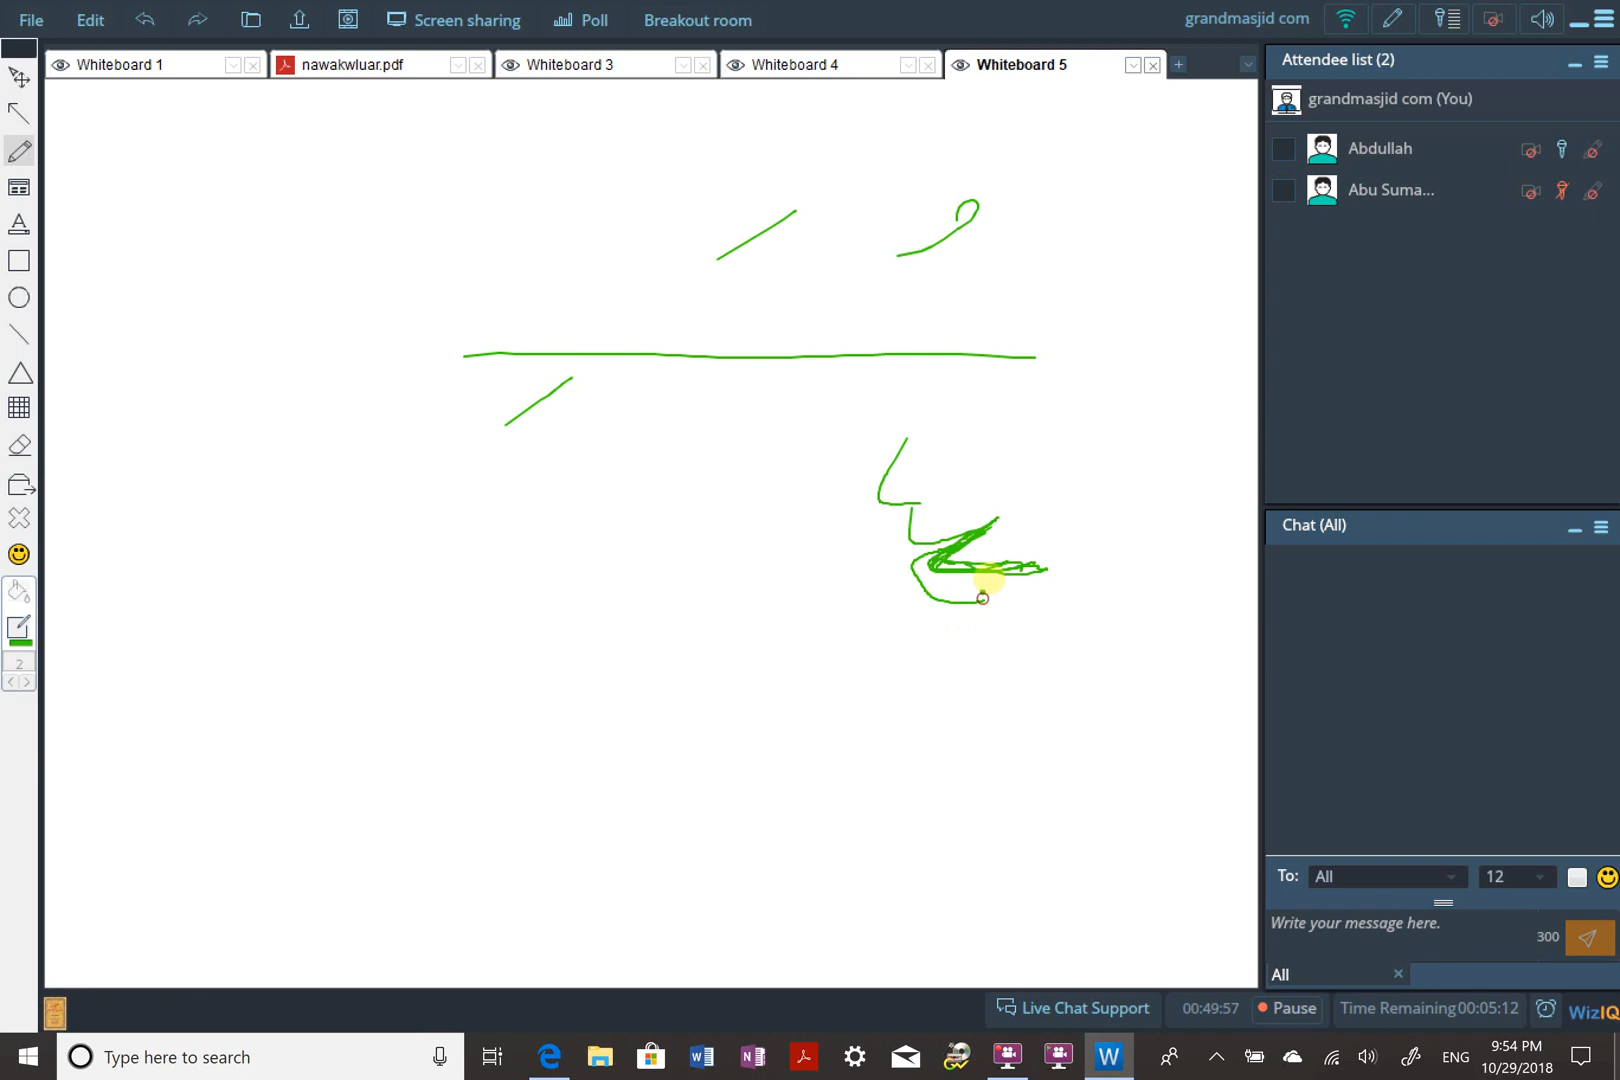 File Edit Screen sharing Poll Breakout room grandmasjid com
Whiteboard 1 nawakwluar.pdf Whiteboard 3 Whiteboard 4 Whiteboard 5
Attendee list (2)
grandmasjid com (You)
Abdullah
Abu Suma...
2
Chat (All)
To: All 12
Write your message here.
300
All
Live Chat Support 00:49:57 Pause Time Remaining 00:05:12 WizIQ
Type here to search ENG 9:54 PM
10/29/2018